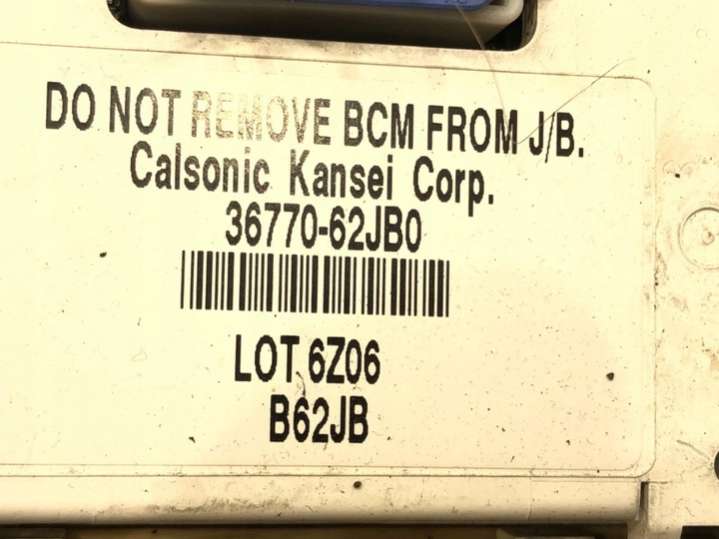 DO NOT REMOVE BCM FROM J/B.
Calsonic Kansei Corp.
36770-62JB0
LOT 6Z06
B62JB